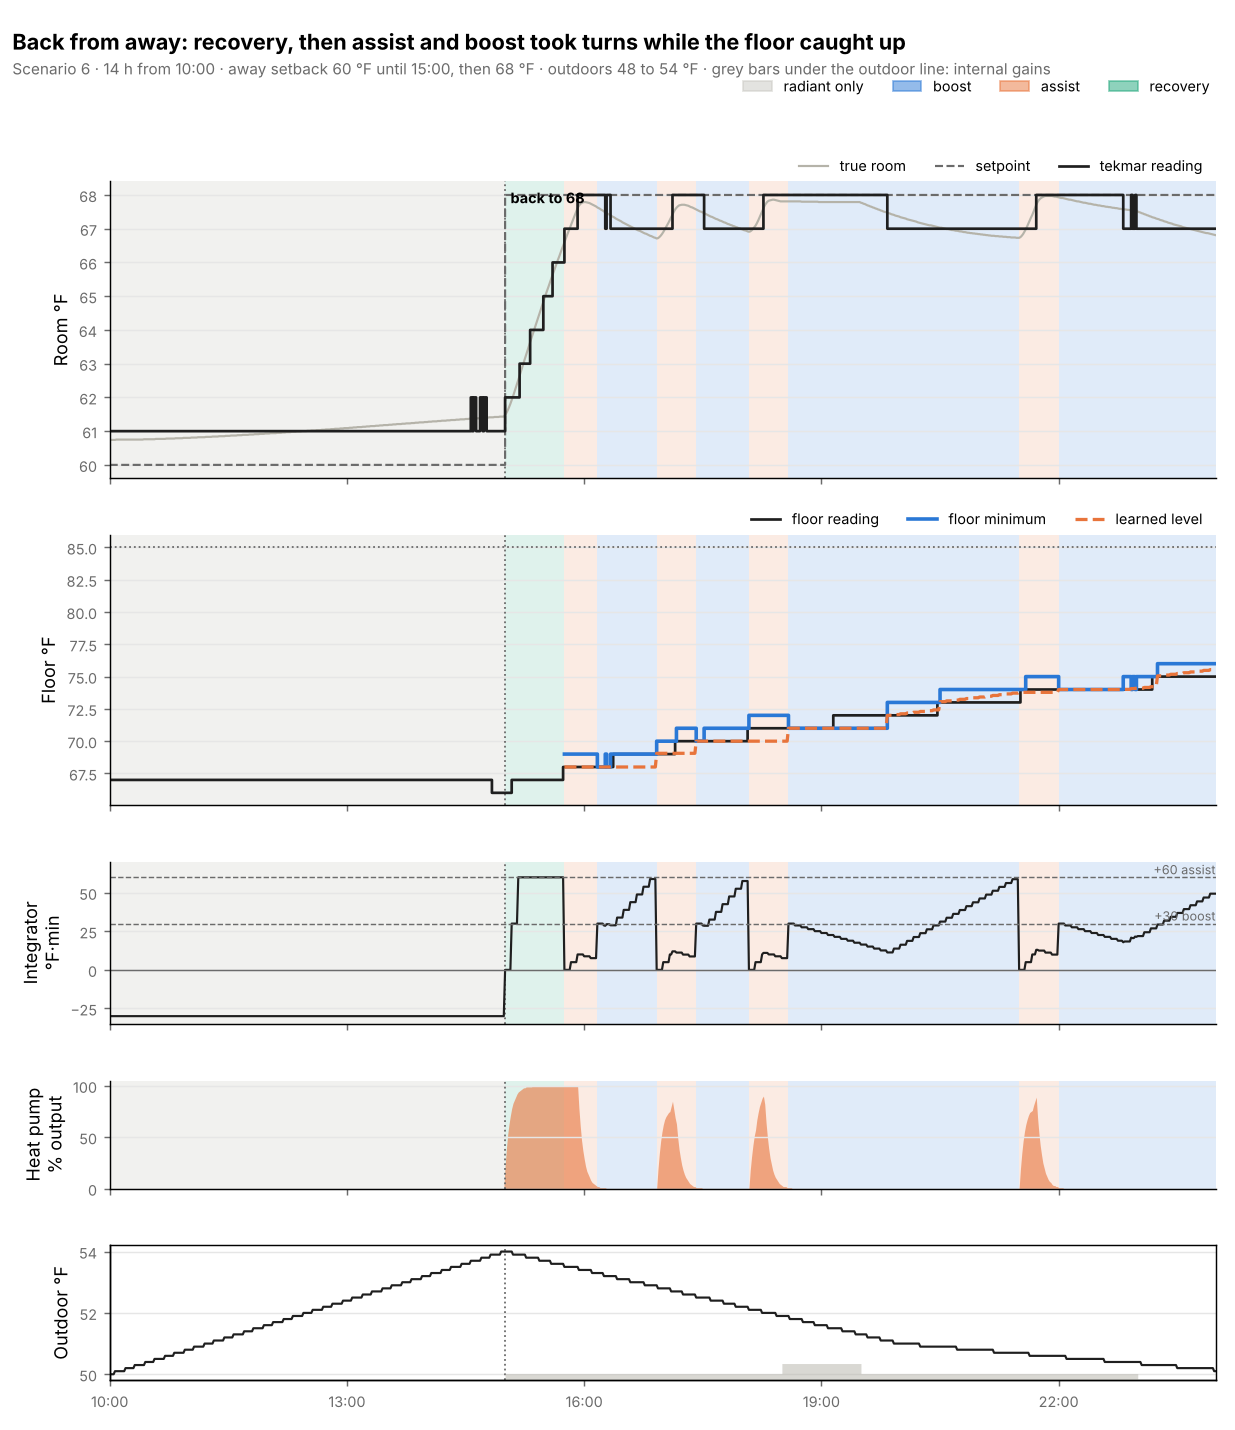 Back from away: recovery, then assist and boost took turns while the floor caught up
Scenario 6 · 14 h from 10:00 · away setback 60 °F until 15:00, then 68 °F · outdoors 48 to 54 °F · grey bars under the outdoor line: internal gains
radiant only boost assist recovery
true room setpoint tekmar reading
back to 68
Room °F
68
67
66
65
64
63
62
61
60
floor reading floor minimum learned level
Floor °F
85.0
82.5
80.0
77.5
75.0
72.5
70.0
67.5
Integrator
°F·min
+60 assist
+30 boost
50
25
0
−25
Heat pump
% output
100
50
0
Outdoor °F
54
52
50
10:00 13:00 16:00 19:00 22:00